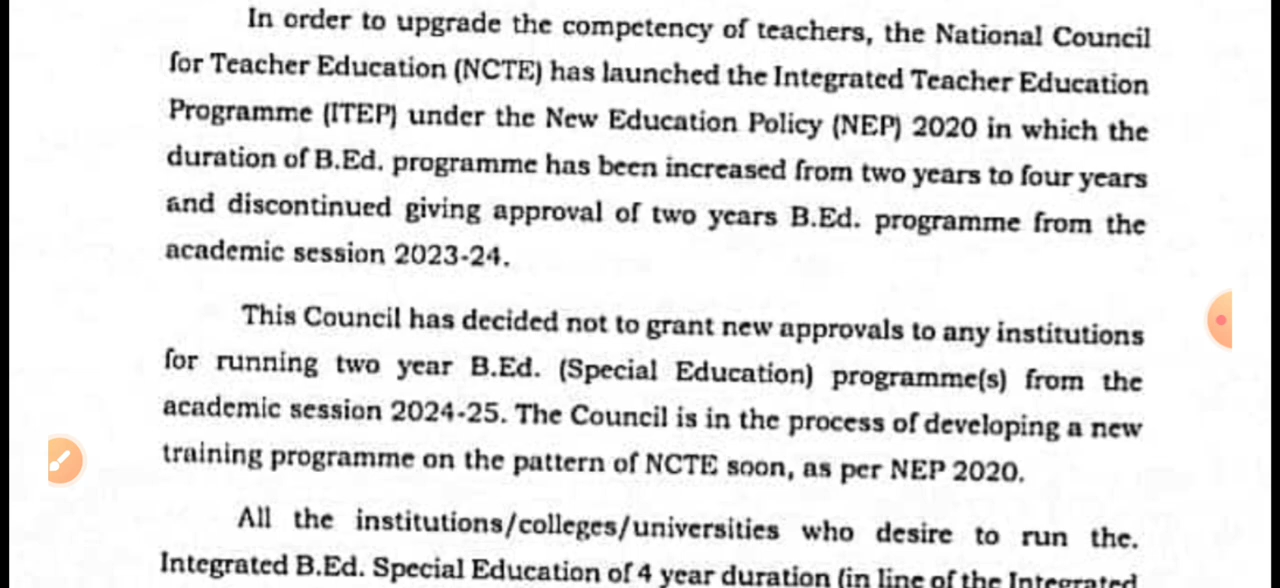 In order to upgrade the competency of teachers, the National Council
for Teacher Education (NCTE) has launched the Integrated Teacher Education
Programme (ITEP) under the New Education Policy (NEP) 2020 in which the
duration of B.Ed. programme has been increased from two years to four years
and discontinued giving approval of two years B.Ed. programme from the
academic session 2023-24.
This Council has decided not to grant new approvals to any institutions
for running two year B.Ed. (Special Education) programme(s) from the
academic session 2024-25. The Council is in the process of developing a new
training programme on the pattern of NCTE soon, as per NEP 2020.
All the institutions/colleges/universities who desire to run the.
Integrated B.Ed. Special Education of 4 year duration (in line of the Integrated